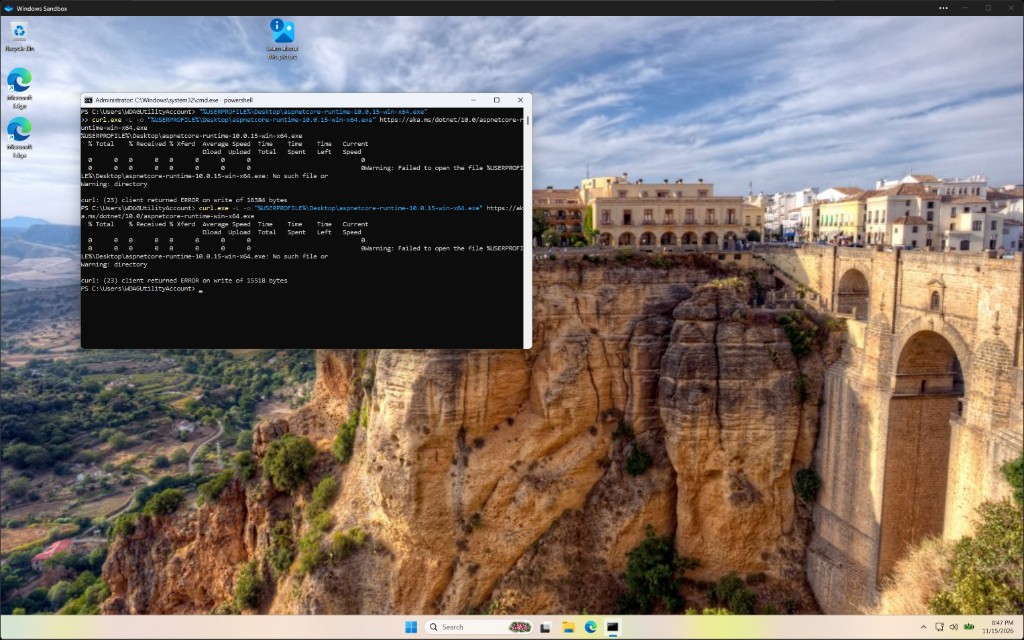 Windows Sandbox
Recycle Bin
Learn about
this picture
Microsoft
Edge
Microsoft
Edge
Administrator: C:\Windows\system32\cmd.exe - powershell
PS C:\Users\WDAGUtilityAccount> "%USERPROFILE%\Desktop\aspnetcore-runtime-10.0.15-win-x64.exe"
>> curl.exe -L -o "%USERPROFILE%\Desktop\aspnetcore-runtime-10.0.15-win-x64.exe" https://aka.ms/dotnet/10.0/aspnetcore-r
untime-win-x64.exe
%USERPROFILE%\Desktop\aspnetcore-runtime-10.0.15-win-x64.exe
% Total % Received % Xferd Average Speed Time Time Time Current
Dload Upload Total Spent Left Speed
0 0 0 0 0 0 0
0 0 0 0 0 0 0Warning: Failed to open the file %USERPROFI
LE%\Desktop\aspnetcore-runtime-10.0.15-win-x64.exe: No such file or
Warning: directory
curl: (23) client returned ERROR on write of 16384 bytes
PS C:\Users\WDAGUtilityAccount> curl.exe -L -o "%USERPROFILE%\Desktop\aspnetcore-runtime-10.0.15-win-x64.exe" https://ak
a.ms/dotnet/10.0/aspnetcore-runtime-win-x64.exe
% Total % Received % Xferd Average Speed Time Time Time Current
Dload Upload Total Spent Left Speed
0 0 0 0 0 0 0
0 0 0 0 0 0 0Warning: Failed to open the file %USERPROFI
LE%\Desktop\aspnetcore-runtime-10.0.15-win-x64.exe: No such file or
Warning: directory
curl: (23) client returned ERROR on write of 15518 bytes
PS C:\Users\WDAGUtilityAccount> _
Search
8:47 PM
11/15/2026